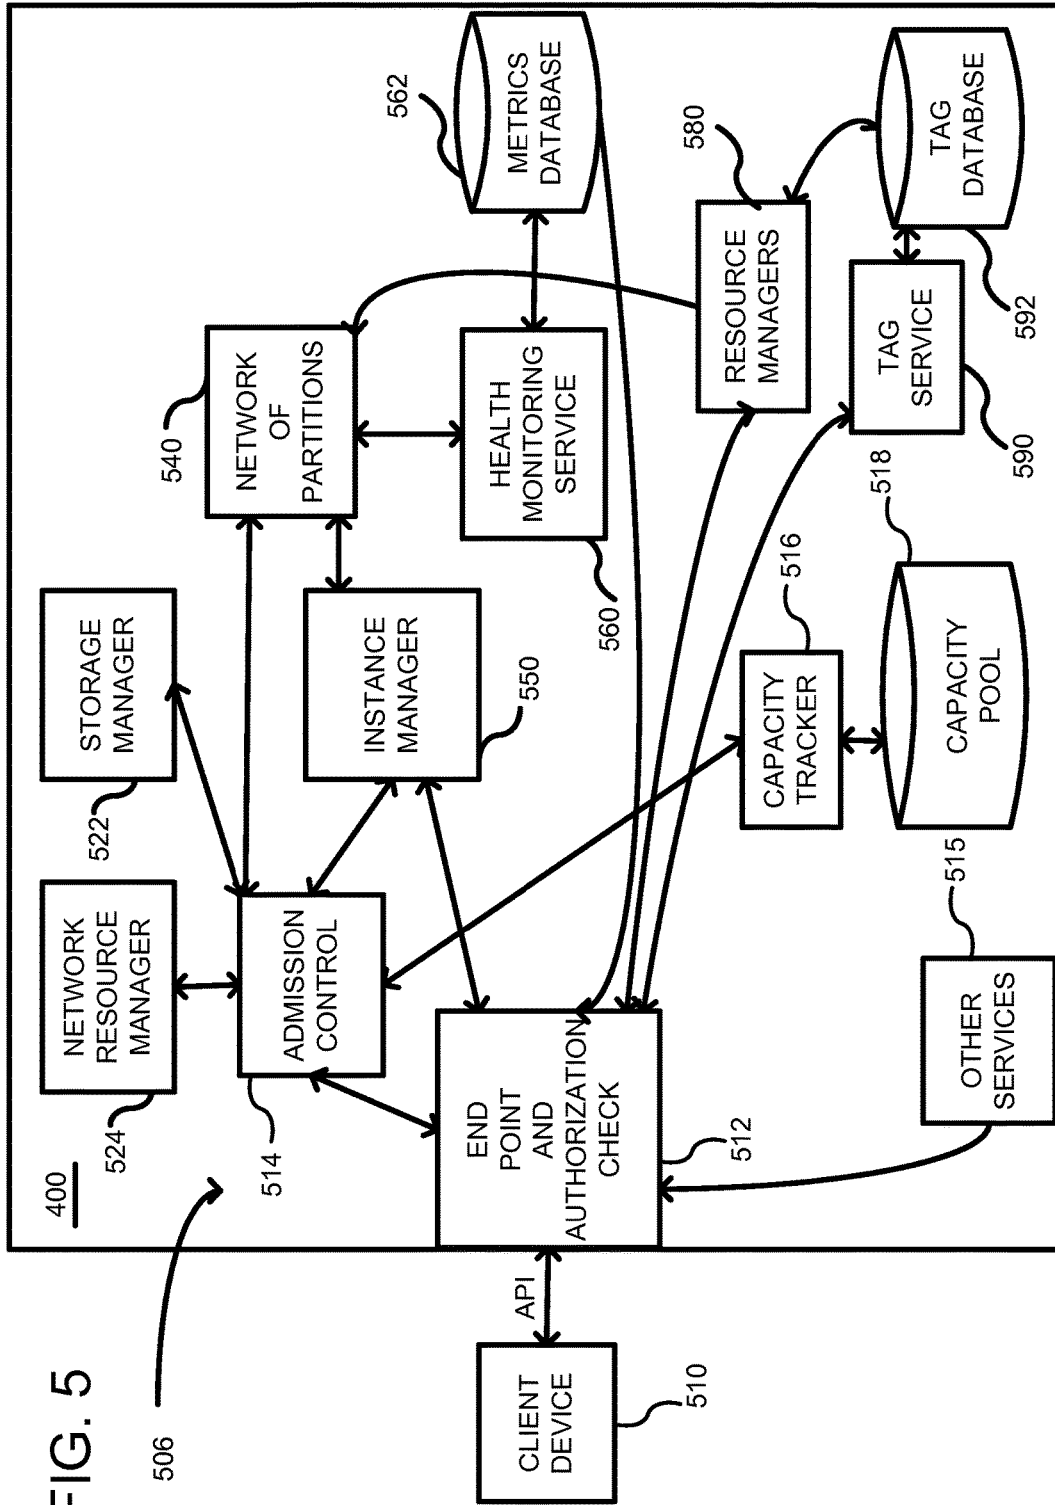 FIG. 5
506
400
524
NETWORK
RESOURCE
MANAGER
522
STORAGE
MANAGER
514
ADMISSION
CONTROL
540
NETWORK
OF
PARTITIONS
INSTANCE
MANAGER
550
562
METRICS
DATABASE
HEALTH
MONITORING
SERVICE
560
CLIENT
DEVICE
510
API
END
POINT AND
AUTHORIZATION
CHECK
512
580
RESOURCE
MANAGERS
CAPACITY
TRACKER
516
TAG
SERVICE
590
TAG
DATABASE
592
515
OTHER
SERVICES
518
CAPACITY
POOL